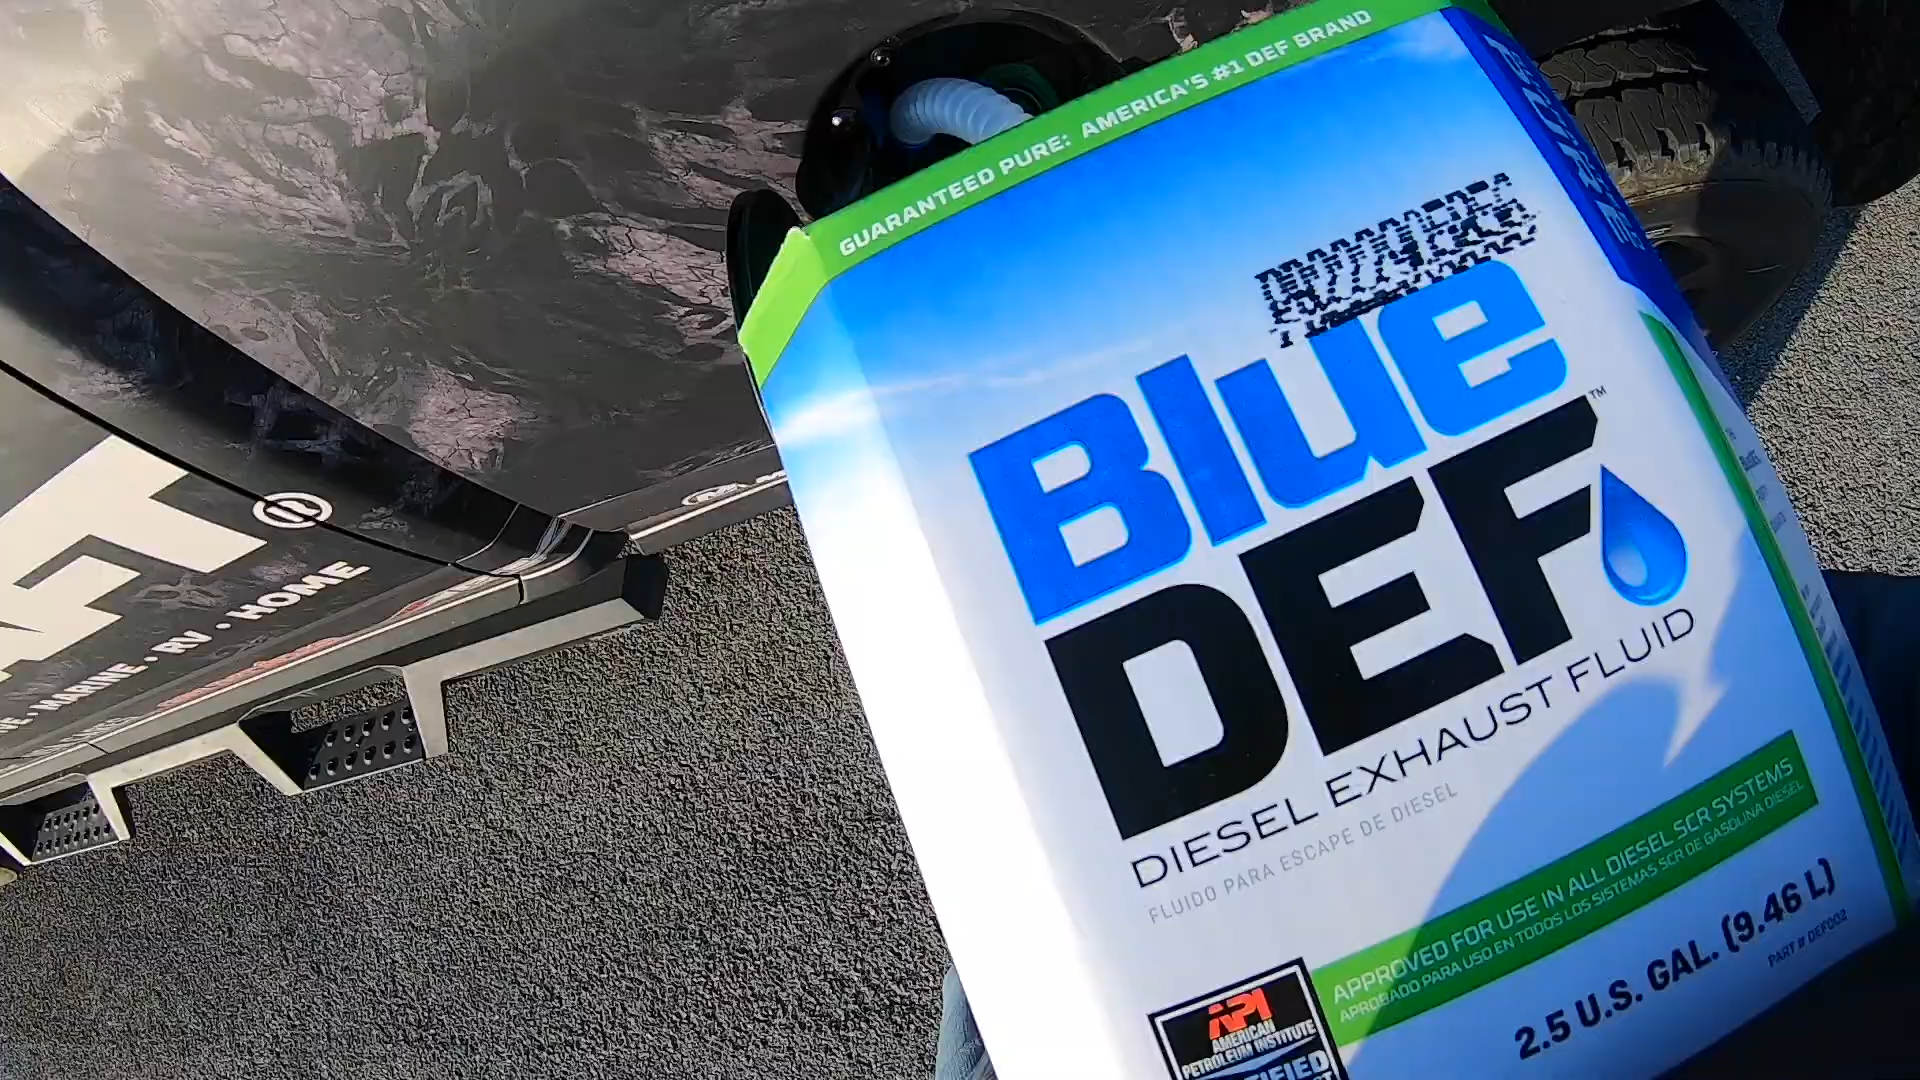 GUARANTEED PURE: AMERICA'S #1 DEF BRAND
Blue
DEF™
DIESEL EXHAUST FLUID
FLUIDO PARA ESCAPE DE DIESEL
APPROVED FOR USE IN ALL DIESEL SCR SYSTEMS
APROBADO PARA USO EN TODOS LOS SISTEMAS SCR DE GASOLINA DIESEL
2.5 U.S. GAL. (9.46 L)
PART # DEF002
API
AMERICAN
PETROLEUM INSTITUTE
®
MARINE • RV • HOME